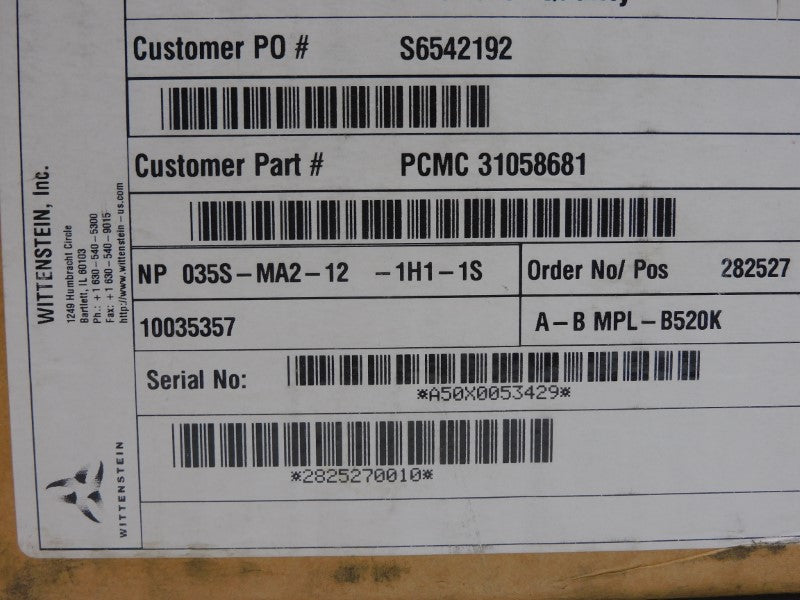 Customer PO # S6542192
Customer Part # PCMC 31058681
NP 035S-MA2-12 -1H1-1S
Order No/ Pos 282527
10035357
A-B MPL-B520K
Serial No:
*A50X0053429*
*2825270010*
WITTENSTEIN, Inc.
1249 Humbracht Circle
Bartlett, IL 60103
Ph.: +1 630-540-5300
Fax: +1 630-540-9015
http://www.wittenstein-us.com
WITTENSTEIN